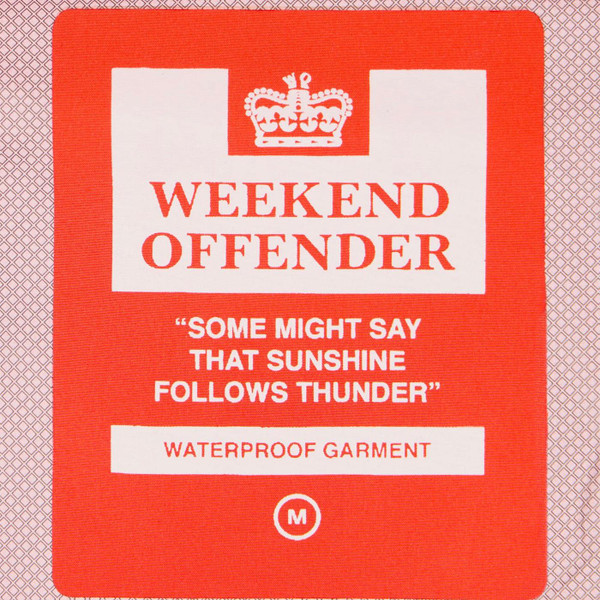 WEEKEND
OFFENDER
“SOME MIGHT SAY
THAT SUNSHINE
FOLLOWS THUNDER”
WATERPROOF GARMENT
M